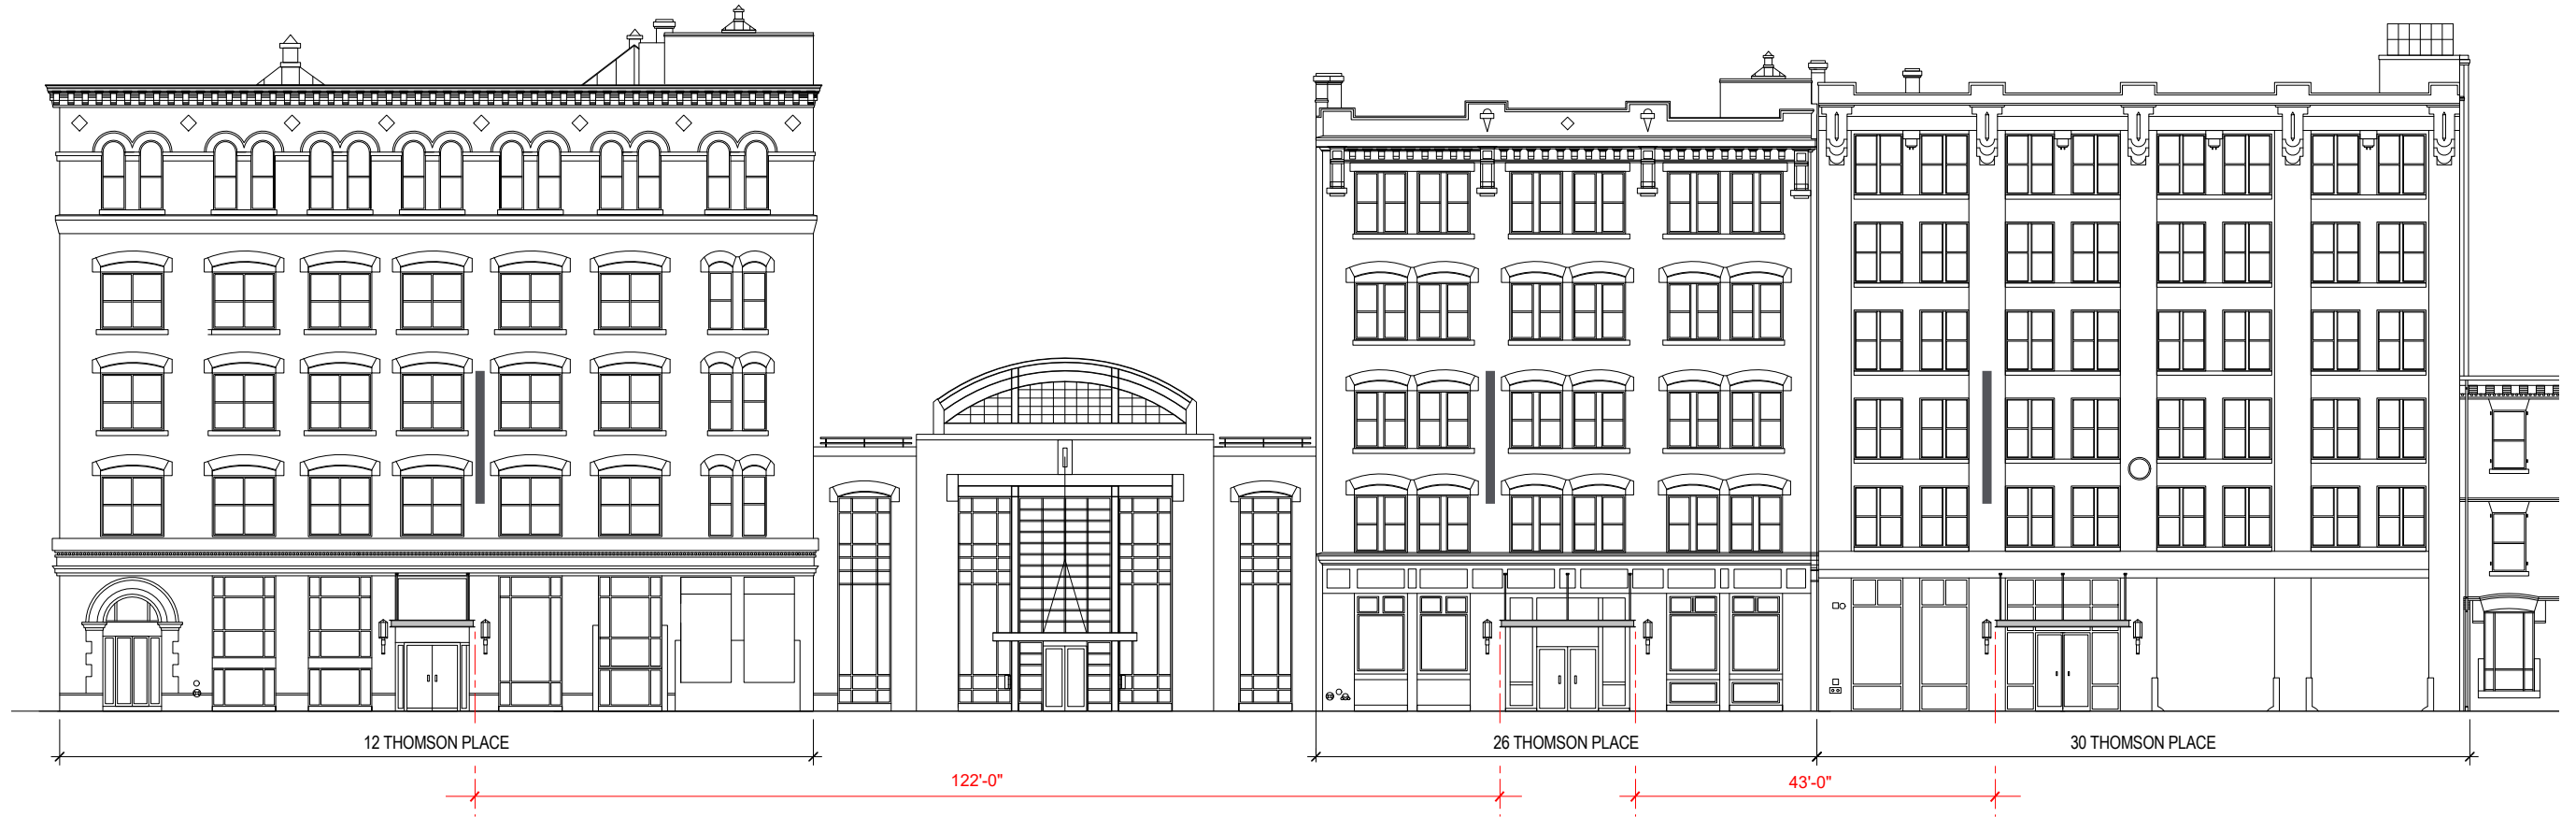 12 THOMSON PLACE
26 THOMSON PLACE
30 THOMSON PLACE
122'-0"
43'-0"